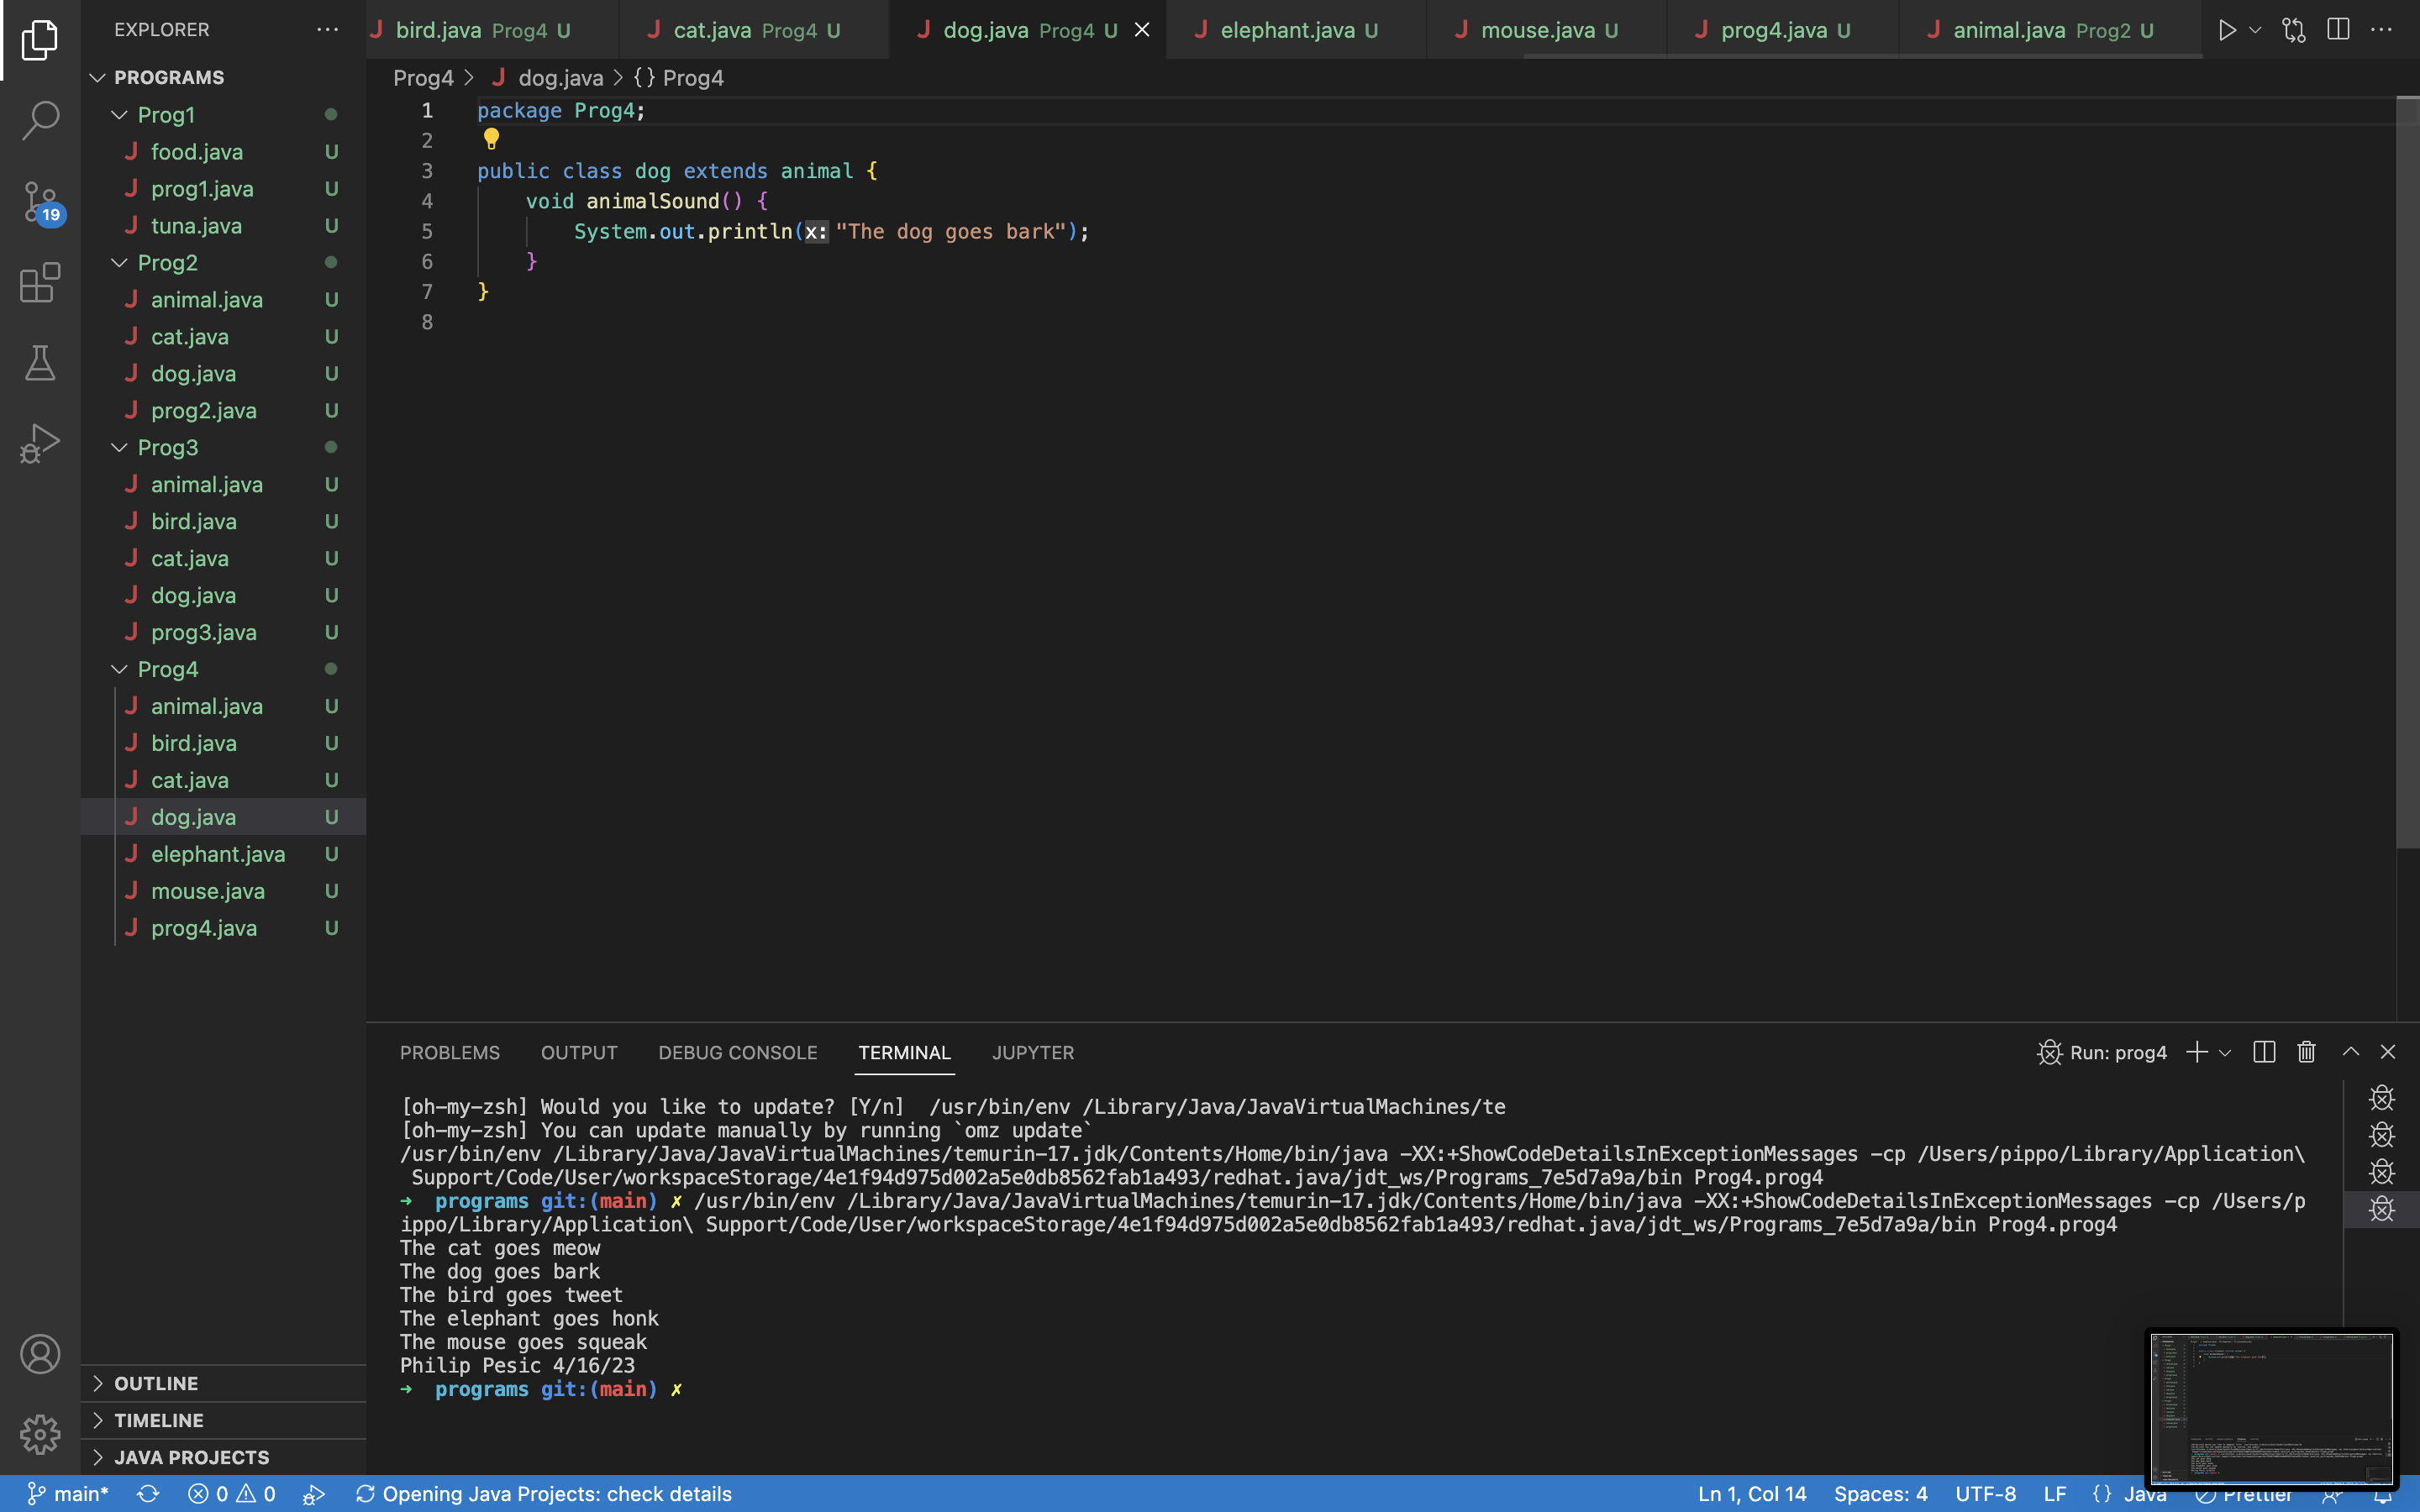 EXPLORER
PROGRAMS
Prog1
food.java U
prog1.java U
tuna.java U
Prog2
animal.java U
cat.java U
dog.java U
prog2.java U
Prog3
animal.java U
bird.java U
cat.java U
dog.java U
prog3.java U
Prog4
animal.java U
bird.java U
cat.java U
dog.java U
elephant.java U
mouse.java U
prog4.java U
OUTLINE
TIMELINE
JAVA PROJECTS
19
bird.java Prog4 U
cat.java Prog4 U
dog.java Prog4 U
elephant.java U
mouse.java U
prog4.java U
animal.java Prog2 U
Prog4 > dog.java > {} Prog4
1 package Prog4;
2
3 public class dog extends animal {
4 void animalSound() {
5 System.out.println(x: "The dog goes bark");
6 }
7 }
8
PROBLEMS OUTPUT DEBUG CONSOLE TERMINAL JUPYTER
Run: prog4
[oh-my-zsh] Would you like to update? [Y/n]  /usr/bin/env /Library/Java/JavaVirtualMachines/te
[oh-my-zsh] You can update manually by running `omz update`
/usr/bin/env /Library/Java/JavaVirtualMachines/temurin-17.jdk/Contents/Home/bin/java -XX:+ShowCodeDetailsInExceptionMessages -cp /Users/pippo/Library/Application\
Support/Code/User/workspaceStorage/4e1f94d975d002a5e0db8562fab1a493/redhat.java/jdt_ws/Programs_7e5d7a9a/bin Prog4.prog4
➜  programs git:(main) ✗ /usr/bin/env /Library/Java/JavaVirtualMachines/temurin-17.jdk/Contents/Home/bin/java -XX:+ShowCodeDetailsInExceptionMessages -cp /Users/p
ippo/Library/Application\ Support/Code/User/workspaceStorage/4e1f94d975d002a5e0db8562fab1a493/redhat.java/jdt_ws/Programs_7e5d7a9a/bin Prog4.prog4
The cat goes meow
The dog goes bark
The bird goes tweet
The elephant goes honk
The mouse goes squeak
Philip Pesic 4/16/23
➜  programs git:(main) ✗
main* 0 0 Opening Java Projects: check details
Ln 1, Col 14 Spaces: 4 UTF-8 LF {} Java Prettier